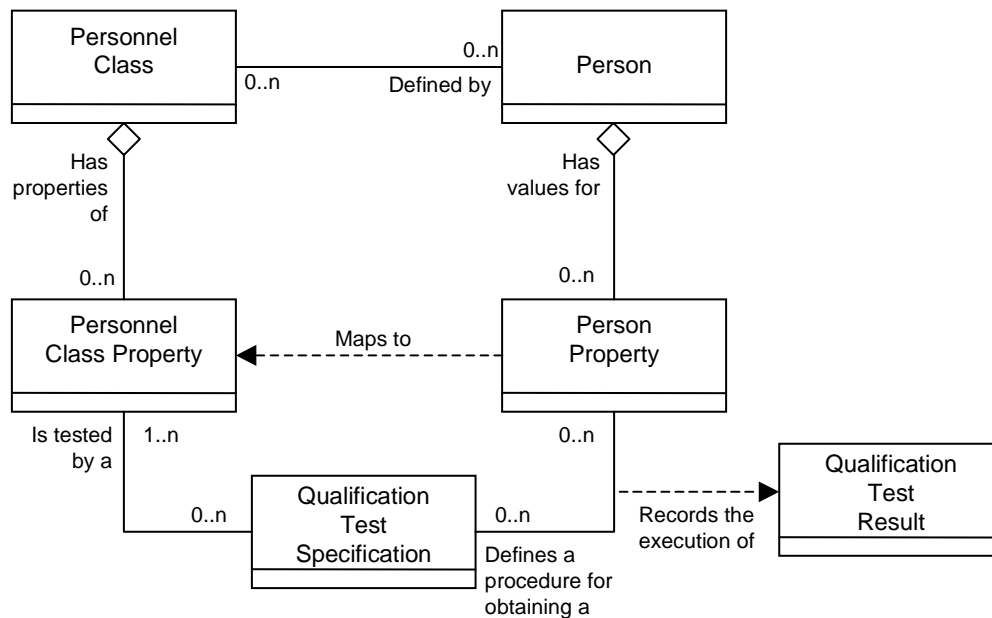 Personnel
Class
0..n
0..n
Defined by
Person
Has
properties
of
0..n
Has
values for
0..n
Personnel
Class Property
Maps to
Person
Property
Is tested
by a
1..n
0..n
0..n
Qualification
Test
Specification
0..n
Defines a
procedure for
obtaining a
Records the
execution of
Qualification
Test
Result